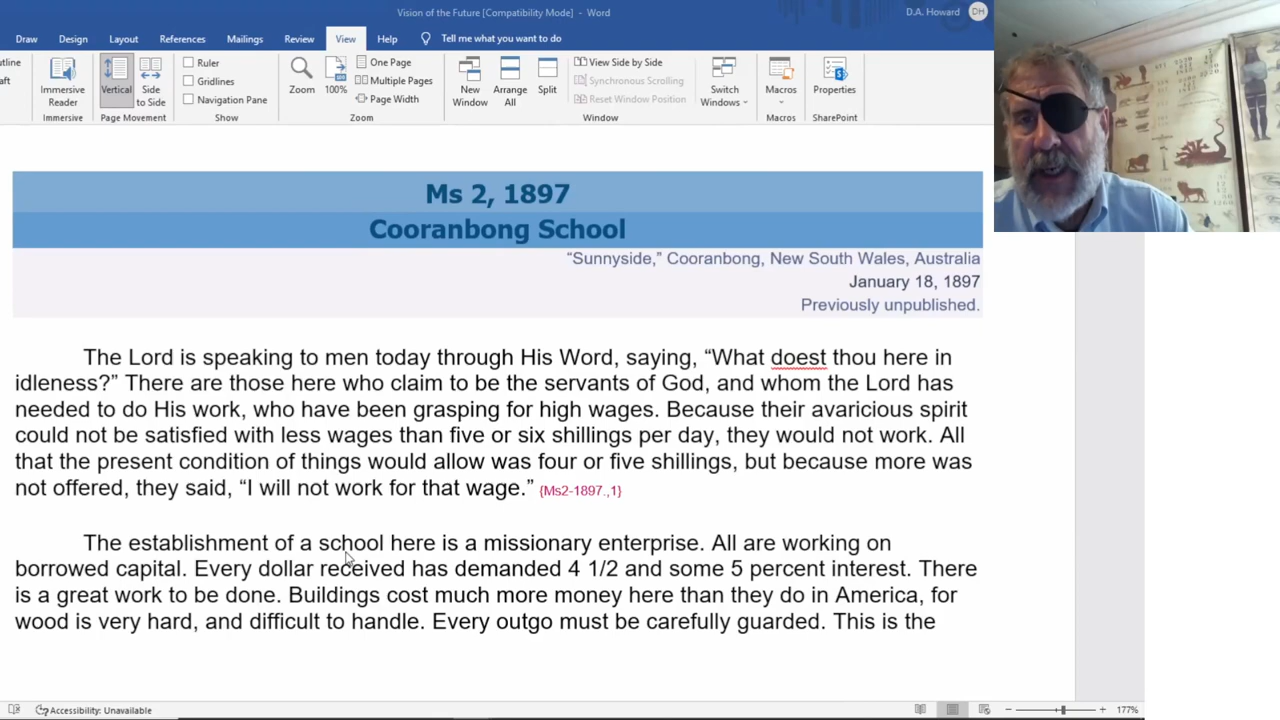 Vision of the Future [Compatibility Mode] - Word
D.A. Howard DH
Draw Design Layout References Mailings Review View Help Tell me what you want to do
Immersive Reader
Immersive
Vertical
Side to Side
Page Movement
Ruler
Gridlines
Navigation Pane
Show
Zoom
100%
One Page
Multiple Pages
Page Width
Zoom
New Window
Arrange All
Split
View Side by Side
Synchronous Scrolling
Reset Window Position
Window
Switch Windows
Macros
Macros
Properties
SharePoint
Ms 2, 1897
Cooranbong School
“Sunnyside,” Cooranbong, New South Wales, Australia
January 18, 1897
Previously unpublished.
The Lord is speaking to men today through His Word, saying, “What doest thou here in
idleness?” There are those here who claim to be the servants of God, and whom the Lord has
needed to do His work, who have been grasping for high wages. Because their avaricious spirit
could not be satisfied with less wages than five or six shillings per day, they would not work. All
that the present condition of things would allow was four or five shillings, but because more was
not offered, they said, “I will not work for that wage.” {Ms2-1897.,1}
The establishment of a school here is a missionary enterprise. All are working on
borrowed capital. Every dollar received has demanded 4 1/2 and some 5 percent interest. There
is a great work to be done. Buildings cost much more money here than they do in America, for
wood is very hard, and difficult to handle. Every outgo must be carefully guarded. This is the
Accessibility: Unavailable
177%